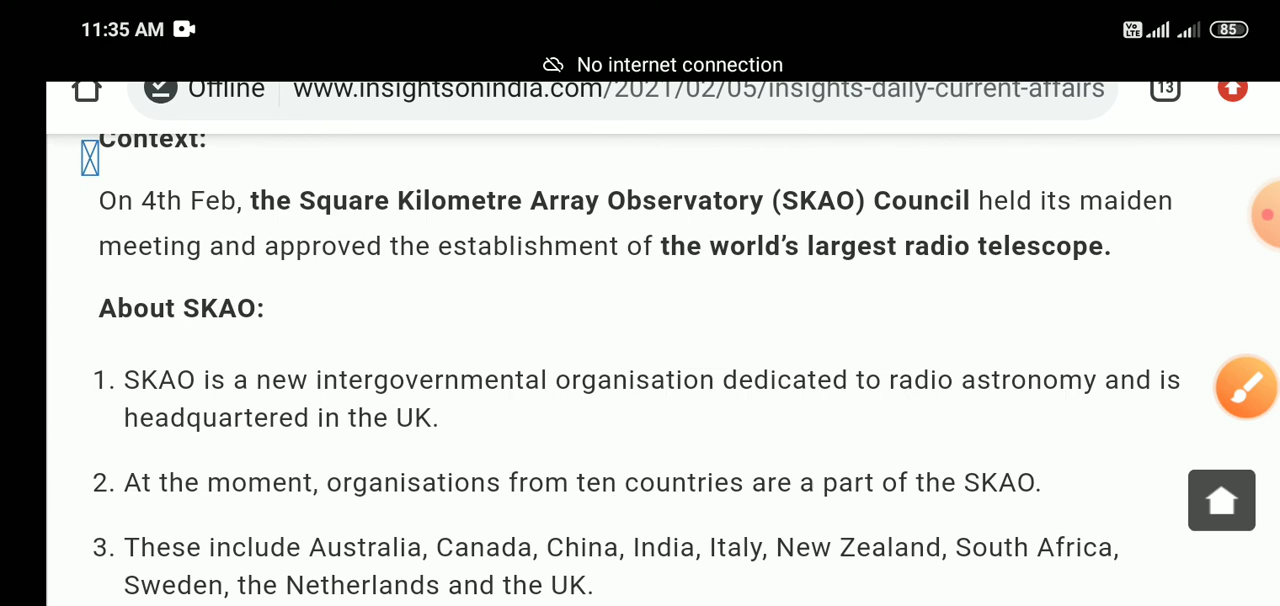 11:35 AM VoLTE 85
No internet connection
Offline www.insightsonindia.com/2021/02/05/insights-daily-current-affairs 13
Context:
On 4th Feb, the Square Kilometre Array Observatory (SKAO) Council held its maiden
meeting and approved the establishment of the world's largest radio telescope.
About SKAO:
1. SKAO is a new intergovernmental organisation dedicated to radio astronomy and is
headquartered in the UK.
2. At the moment, organisations from ten countries are a part of the SKAO.
3. These include Australia, Canada, China, India, Italy, New Zealand, South Africa,
Sweden, the Netherlands and the UK.